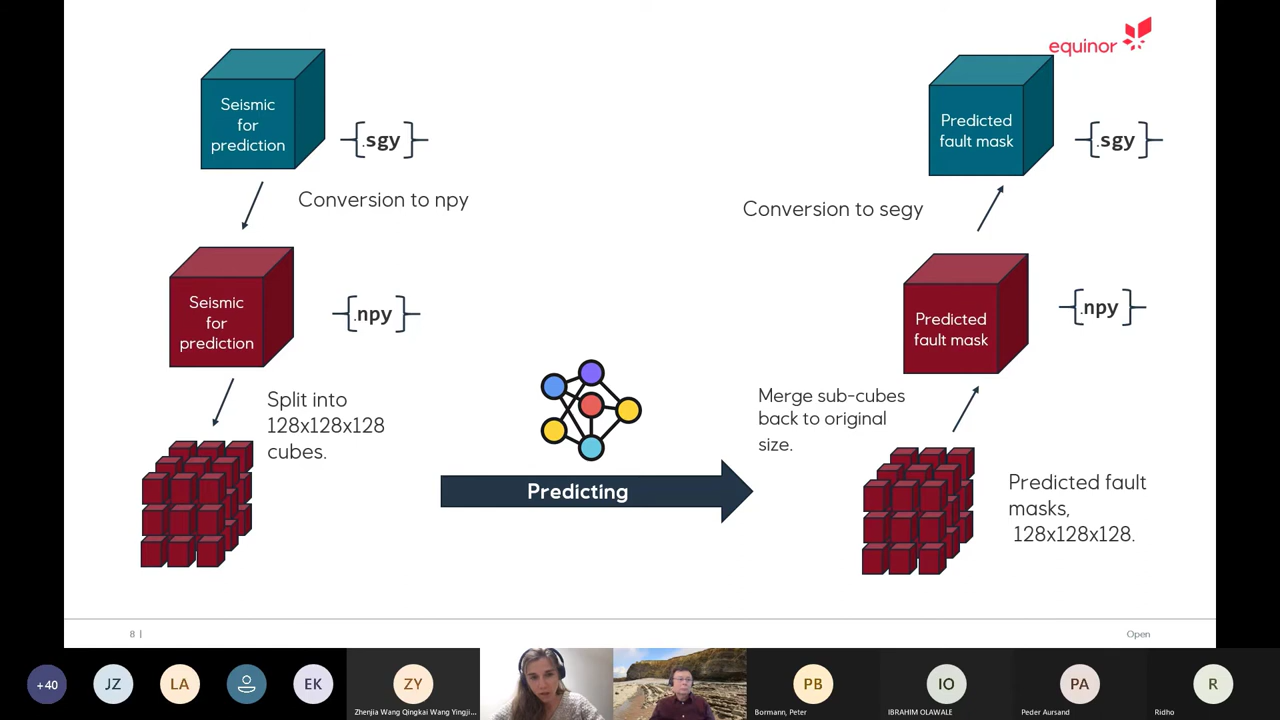 equinor
Seismic
for
prediction
.sgy
Conversion to npy
Seismic
for
prediction
.npy
Split into
128x128x128
cubes.
Predicting
Predicted
fault mask
.sgy
Conversion to segy
Predicted
fault mask
.npy
Merge sub-cubes
back to original
size.
Predicted fault
masks,
128x128x128.
8 |
Open
+40
JZ
LA
EK
ZY
Zhenjia Wang Qingkai Wang Yingji...
PB
Bormann, Peter
IO
IBRAHIM OLAWALE
PA
Peder Aursand
R
Ridho